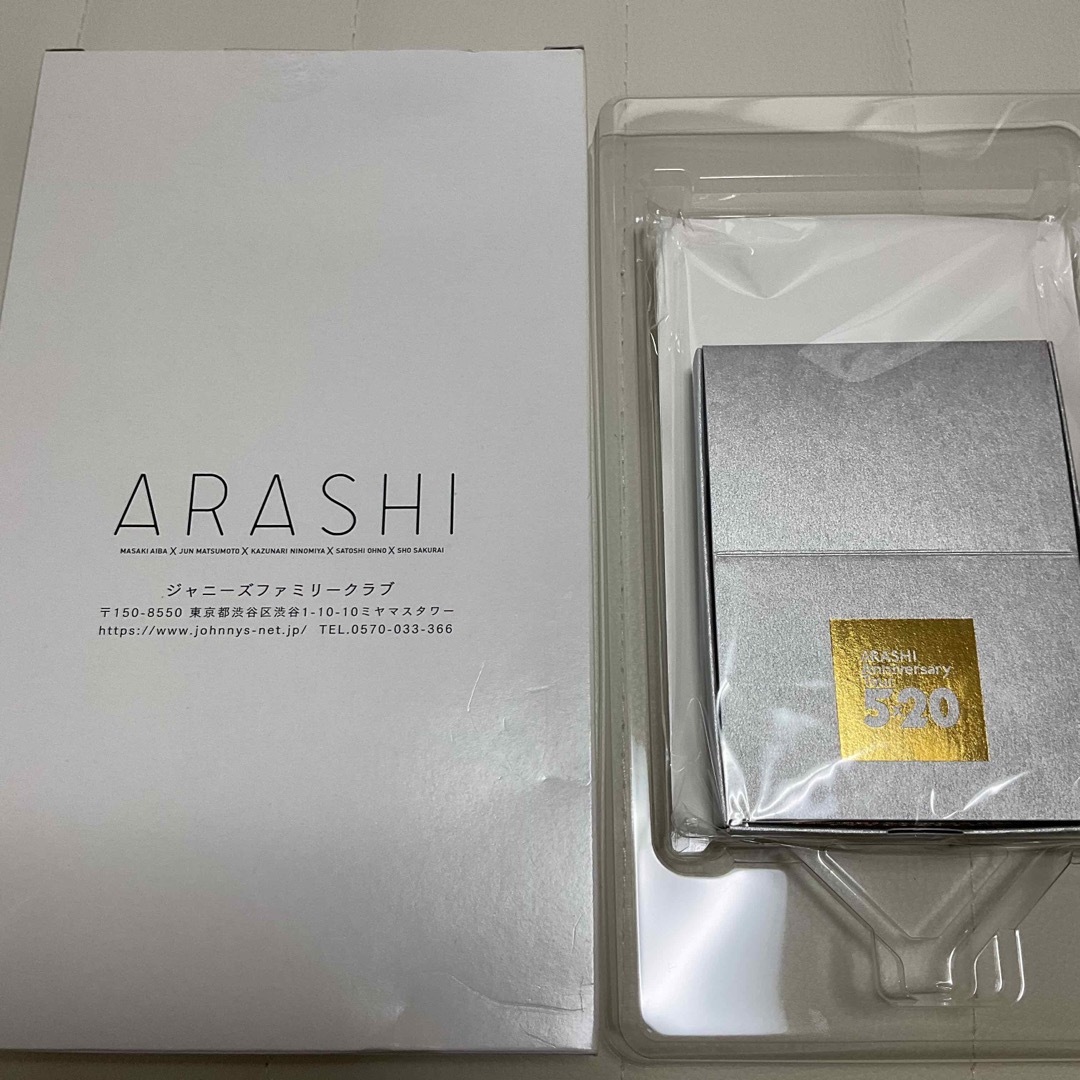 ARASHI
MASAKI AIBA X JUN MATSUMOTO X KAZUNARI NINOMIYA X SATOSHI OHNO X SHO SAKURAI
ジャニーズファミリークラブ
〒150-8550 東京都渋谷区渋谷1-10-10ミヤマスタワー
https://www.johnnys-net.jp/ TEL.0570-033-366
ARASHI
Anniversary
Tour
5×20